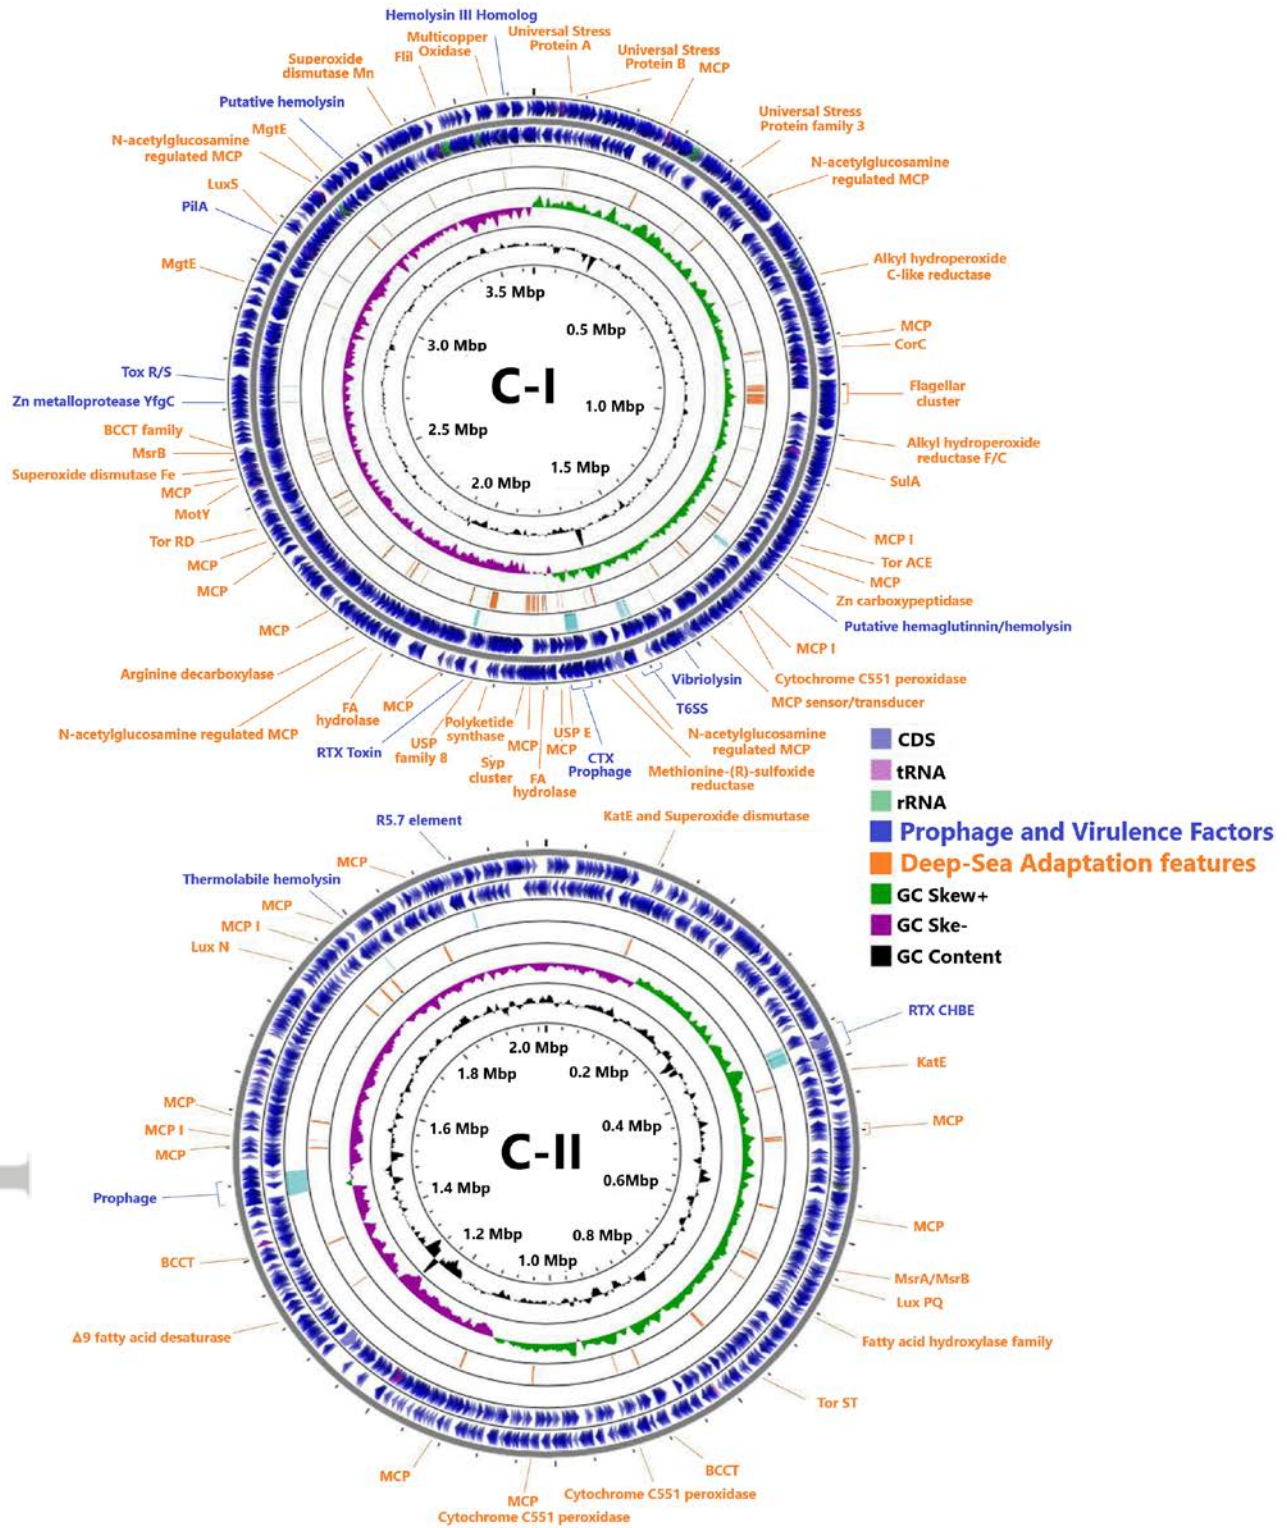 Hemolysin III Homolog
Universal Stress
Protein A
Multicopper
Oxidase
FliI
Universal Stress
Protein B
MCP
Superoxide
dismutase Mn
Putative hemolysin
Universal Stress
Protein family 3
MgtE
N-acetylglucosamine
regulated MCP
N-acetylglucosamine
regulated MCP
LuxS
PilA
MgtE
Alkyl hydroperoxide
C-like reductase
MCP
CorC
Tox R/S
Zn metalloprotease YfgC
Flagellar
cluster
BCCT family
MsrB
Superoxide dismutase Fe
MCP
MotY
Alkyl hydroperoxide
reductase F/C
SulA
Tor RD
MCP
MCP
MCP I
Tor ACE
MCP
Zn carboxypeptidase
Putative hemaglutinnin/hemolysin
MCP
MCP I
Arginine decarboxylase
Cytochrome C551 peroxidase
Vibriolysin
MCP sensor/transducer
T6SS
FA
hydrolase
MCP
N-acetylglucosamine regulated MCP
RTX Toxin
USP
family 8
Polyketide
synthase
Syp
cluster
MCP
FA
hydrolase
USP E
MCP
CTX
Prophage
N-acetylglucosamine
regulated MCP
Methionine-(R)-sulfoxide
reductase
3.5 Mbp
0.5 Mbp
3.0 Mbp
C-I
1.0 Mbp
2.5 Mbp
1.5 Mbp
2.0 Mbp
CDS
tRNA
rRNA
Prophage and Virulence Factors
Deep-Sea Adaptation features
GC Skew+
GC Ske-
GC Content
R5.7 element
KatE and Superoxide dismutase
MCP
Thermolabile hemolysin
MCP
MCP I
Lux N
RTX CHBE
KatE
MCP
MCP
MCP I
MCP
Prophage
MCP
BCCT
MsrA/MsrB
Lux PQ
Δ9 fatty acid desaturase
Fatty acid hydroxylase family
Tor ST
MCP
BCCT
MCP
Cytochrome C551 peroxidase
Cytochrome C551 peroxidase
2.0 Mbp
1.8 Mbp
0.2 Mbp
1.6 Mbp
0.4 Mbp
C-II
1.4 Mbp
0.6Mbp
1.2 Mbp
0.8 Mbp
1.0 Mbp